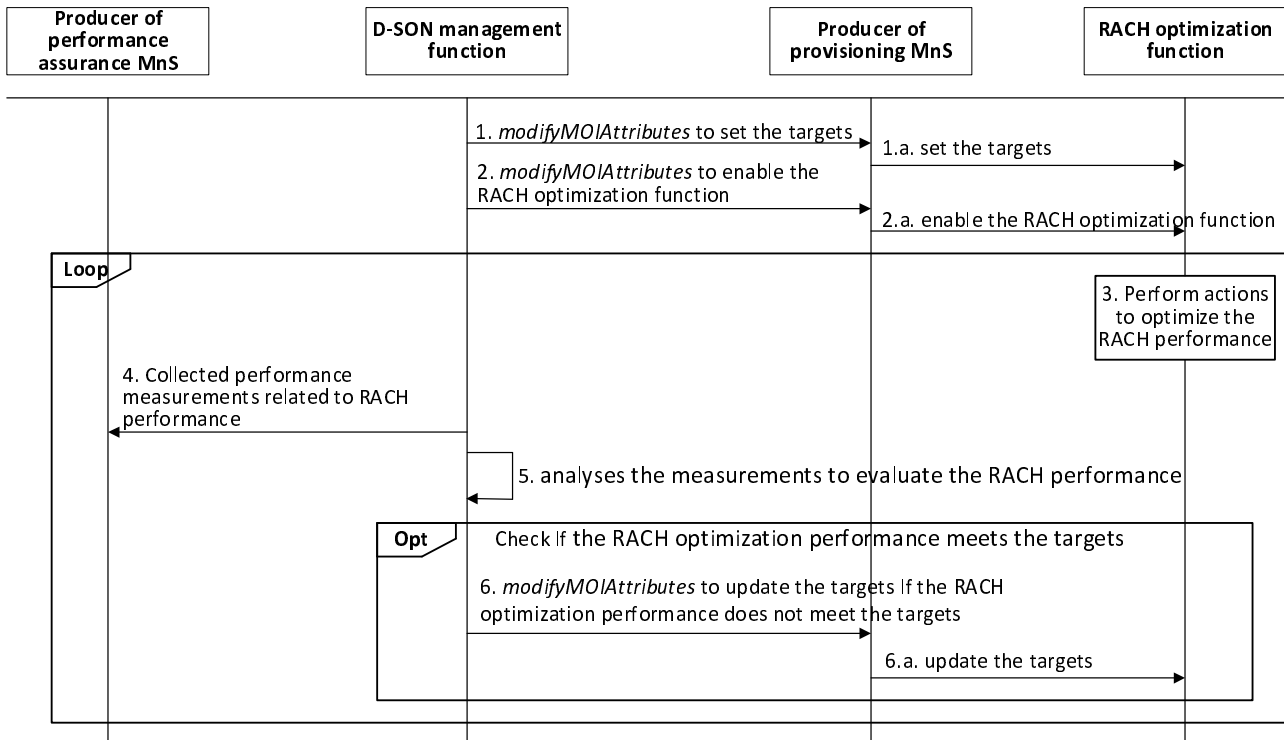 Producer of
performance
assurance MnS
D-SON management
function
Producer of
provisioning MnS
RACH optimization
function
1. modifyMOIAttributes to set the targets
1.a. set the targets
2. modifyMOIAttributes to enable the
RACH optimization function
2.a. enable the RACH optimization function
Loop
3. Perform actions
to optimize the
RACH performance
4. Collected performance
measurements related to RACH
performance
5. analyses the measurements to evaluate the RACH performance
Opt
Check If the RACH optimization performance meets the targets
6. modifyMOIAttributes to update the targets If the RACH
optimization performance does not meet the targets
6.a. update the targets